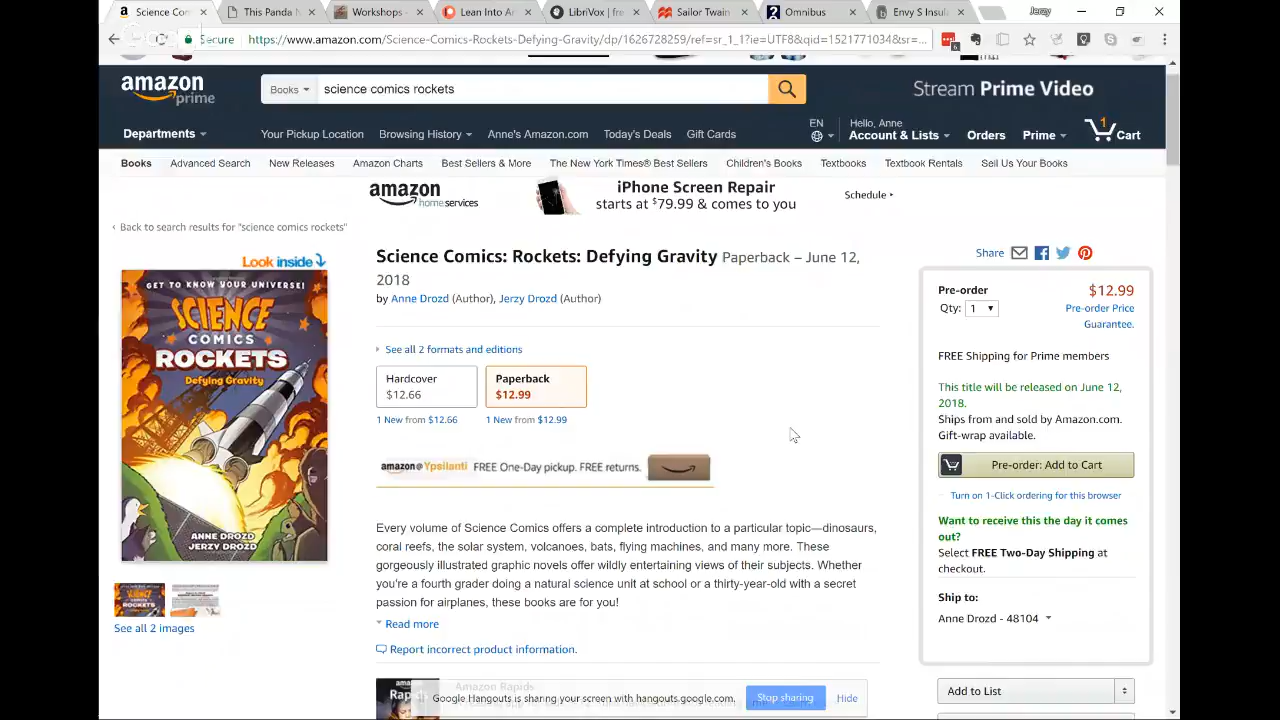 Science Com
This Panda N
Workshops -
Lean Into Ar
LibriVox | fre
Sailor Twain
Omnibus
Envy S Insul
Jerzy
Secure
https://www.amazon.com/Science-Comics-Rockets-Defying-Gravity/dp/1626728259/ref=sr_1_1?ie=UTF8&qid=1521771034&sr=...
6
amazon
prime
Books
science comics rockets
Stream Prime Video
Departments
Your Pickup Location
Browsing History
Anne's Amazon.com
Today's Deals
Gift Cards
EN
Hello, Anne
Account & Lists
Orders
Prime
1
Cart
Books
Advanced Search
New Releases
Amazon Charts
Best Sellers & More
The New York Times® Best Sellers
Children's Books
Textbooks
Textbook Rentals
Sell Us Your Books
amazon
home services
iPhone Screen Repair
starts at $79.99 & comes to you
Schedule
‹ Back to search results for "science comics rockets"
Look inside
GET TO KNOW YOUR UNIVERSE!
SCIENCE
COMICS
ROCKETS
Defying Gravity
ANNE DROZD
JERZY DROZD
See all 2 images
Science Comics: Rockets: Defying Gravity Paperback – June 12,
2018
by Anne Drozd (Author), Jerzy Drozd (Author)
See all 2 formats and editions
Hardcover
$12.66
Paperback
$12.99
1 New from $12.66
1 New from $12.99
amazon@Ypsilanti FREE One-Day pickup. FREE returns.
Every volume of Science Comics offers a complete introduction to a particular topic—dinosaurs,
coral reefs, the solar system, volcanoes, bats, flying machines, and many more. These
gorgeously illustrated graphic novels offer wildly entertaining views of their subjects. Whether
you're a fourth grader doing a natural science unit at school or a thirty-year-old with a secret
passion for airplanes, these books are for you!
Read more
Report incorrect product information.
Amazon Rapids
Rapids
Google Hangouts is sharing your screen with hangouts.google.com.
Stop sharing
Hide
Share
Pre-order
$12.99
Qty: 1
Pre-order Price
Guarantee.
FREE Shipping for Prime members
This title will be released on June 12,
2018.
Ships from and sold by Amazon.com.
Gift-wrap available.
Pre-order: Add to Cart
Turn on 1-Click ordering for this browser
Want to receive this the day it comes
out?
Select FREE Two-Day Shipping at
checkout.
Ship to:
Anne Drozd - 48104
Add to List